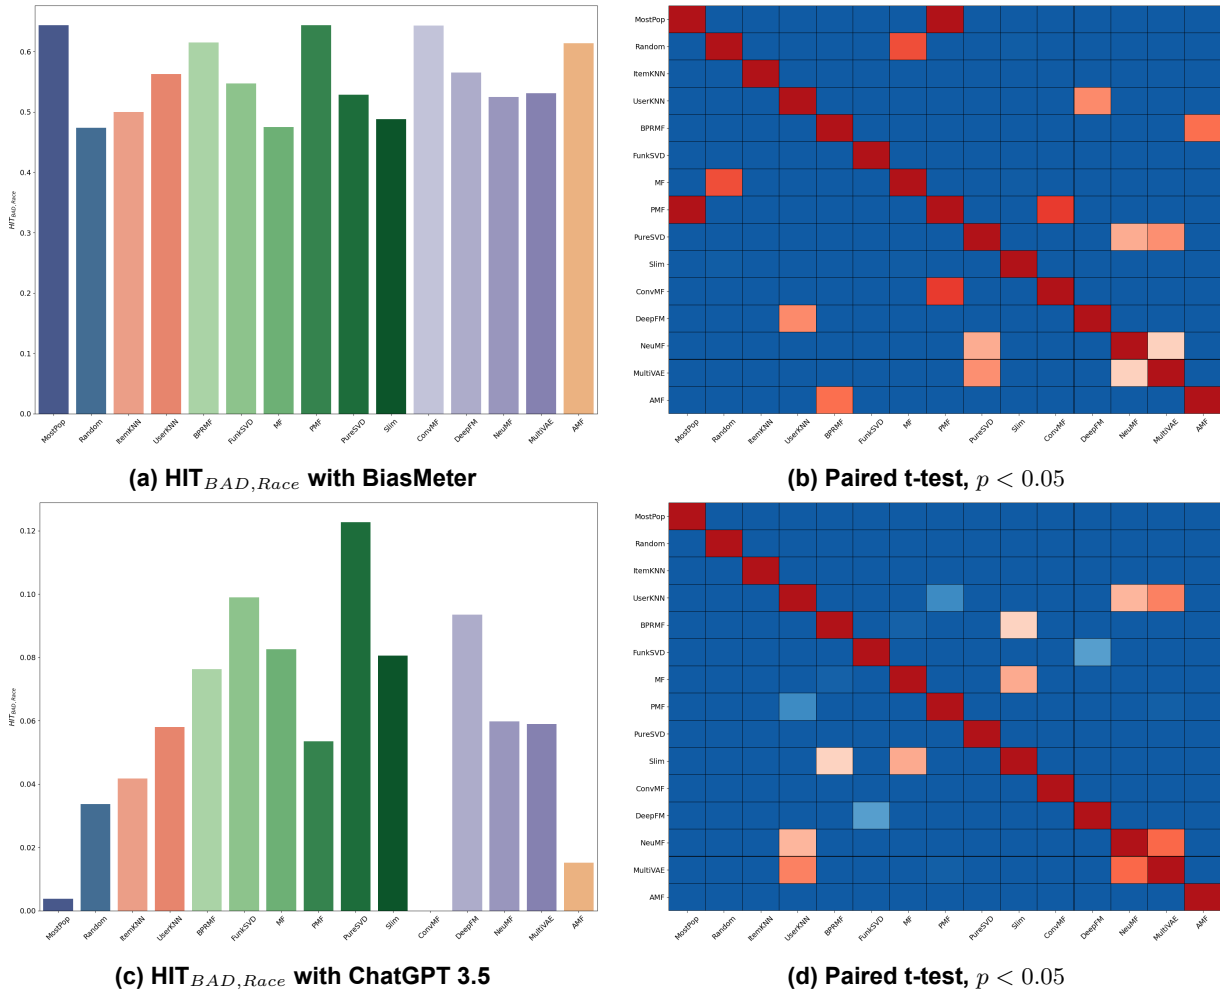 0.6
0.5
0.4
0.3
0.2
0.1
0.0
HIT_{BAD,Race}
MostPop Random ItemKNN UserKNN BPRMF FunkSVD MF PMF PureSVD Slim ConvMF DeepFM NeuMF MultiVAE AMF
(a) HIT_{BAD,Race} with BiasMeter
MostPop
Random
ItemKNN
UserKNN
BPRMF
FunkSVD
MF
PMF
PureSVD
Slim
ConvMF
DeepFM
NeuMF
MultiVAE
AMF
MostPop Random ItemKNN UserKNN BPRMF FunkSVD MF PMF PureSVD Slim ConvMF DeepFM NeuMF MultiVAE AMF
(b) Paired t-test, p < 0.05
0.12
0.10
0.08
0.06
0.04
0.02
0.00
HIT_{BAD,Race}
MostPop Random ItemKNN UserKNN BPRMF FunkSVD MF PMF PureSVD Slim ConvMF DeepFM NeuMF MultiVAE AMF
(c) HIT_{BAD,Race} with ChatGPT 3.5
MostPop
Random
ItemKNN
UserKNN
BPRMF
FunkSVD
MF
PMF
PureSVD
Slim
ConvMF
DeepFM
NeuMF
MultiVAE
AMF
MostPop Random ItemKNN UserKNN BPRMF FunkSVD MF PMF PureSVD Slim ConvMF DeepFM NeuMF MultiVAE AMF
(d) Paired t-test, p < 0.05